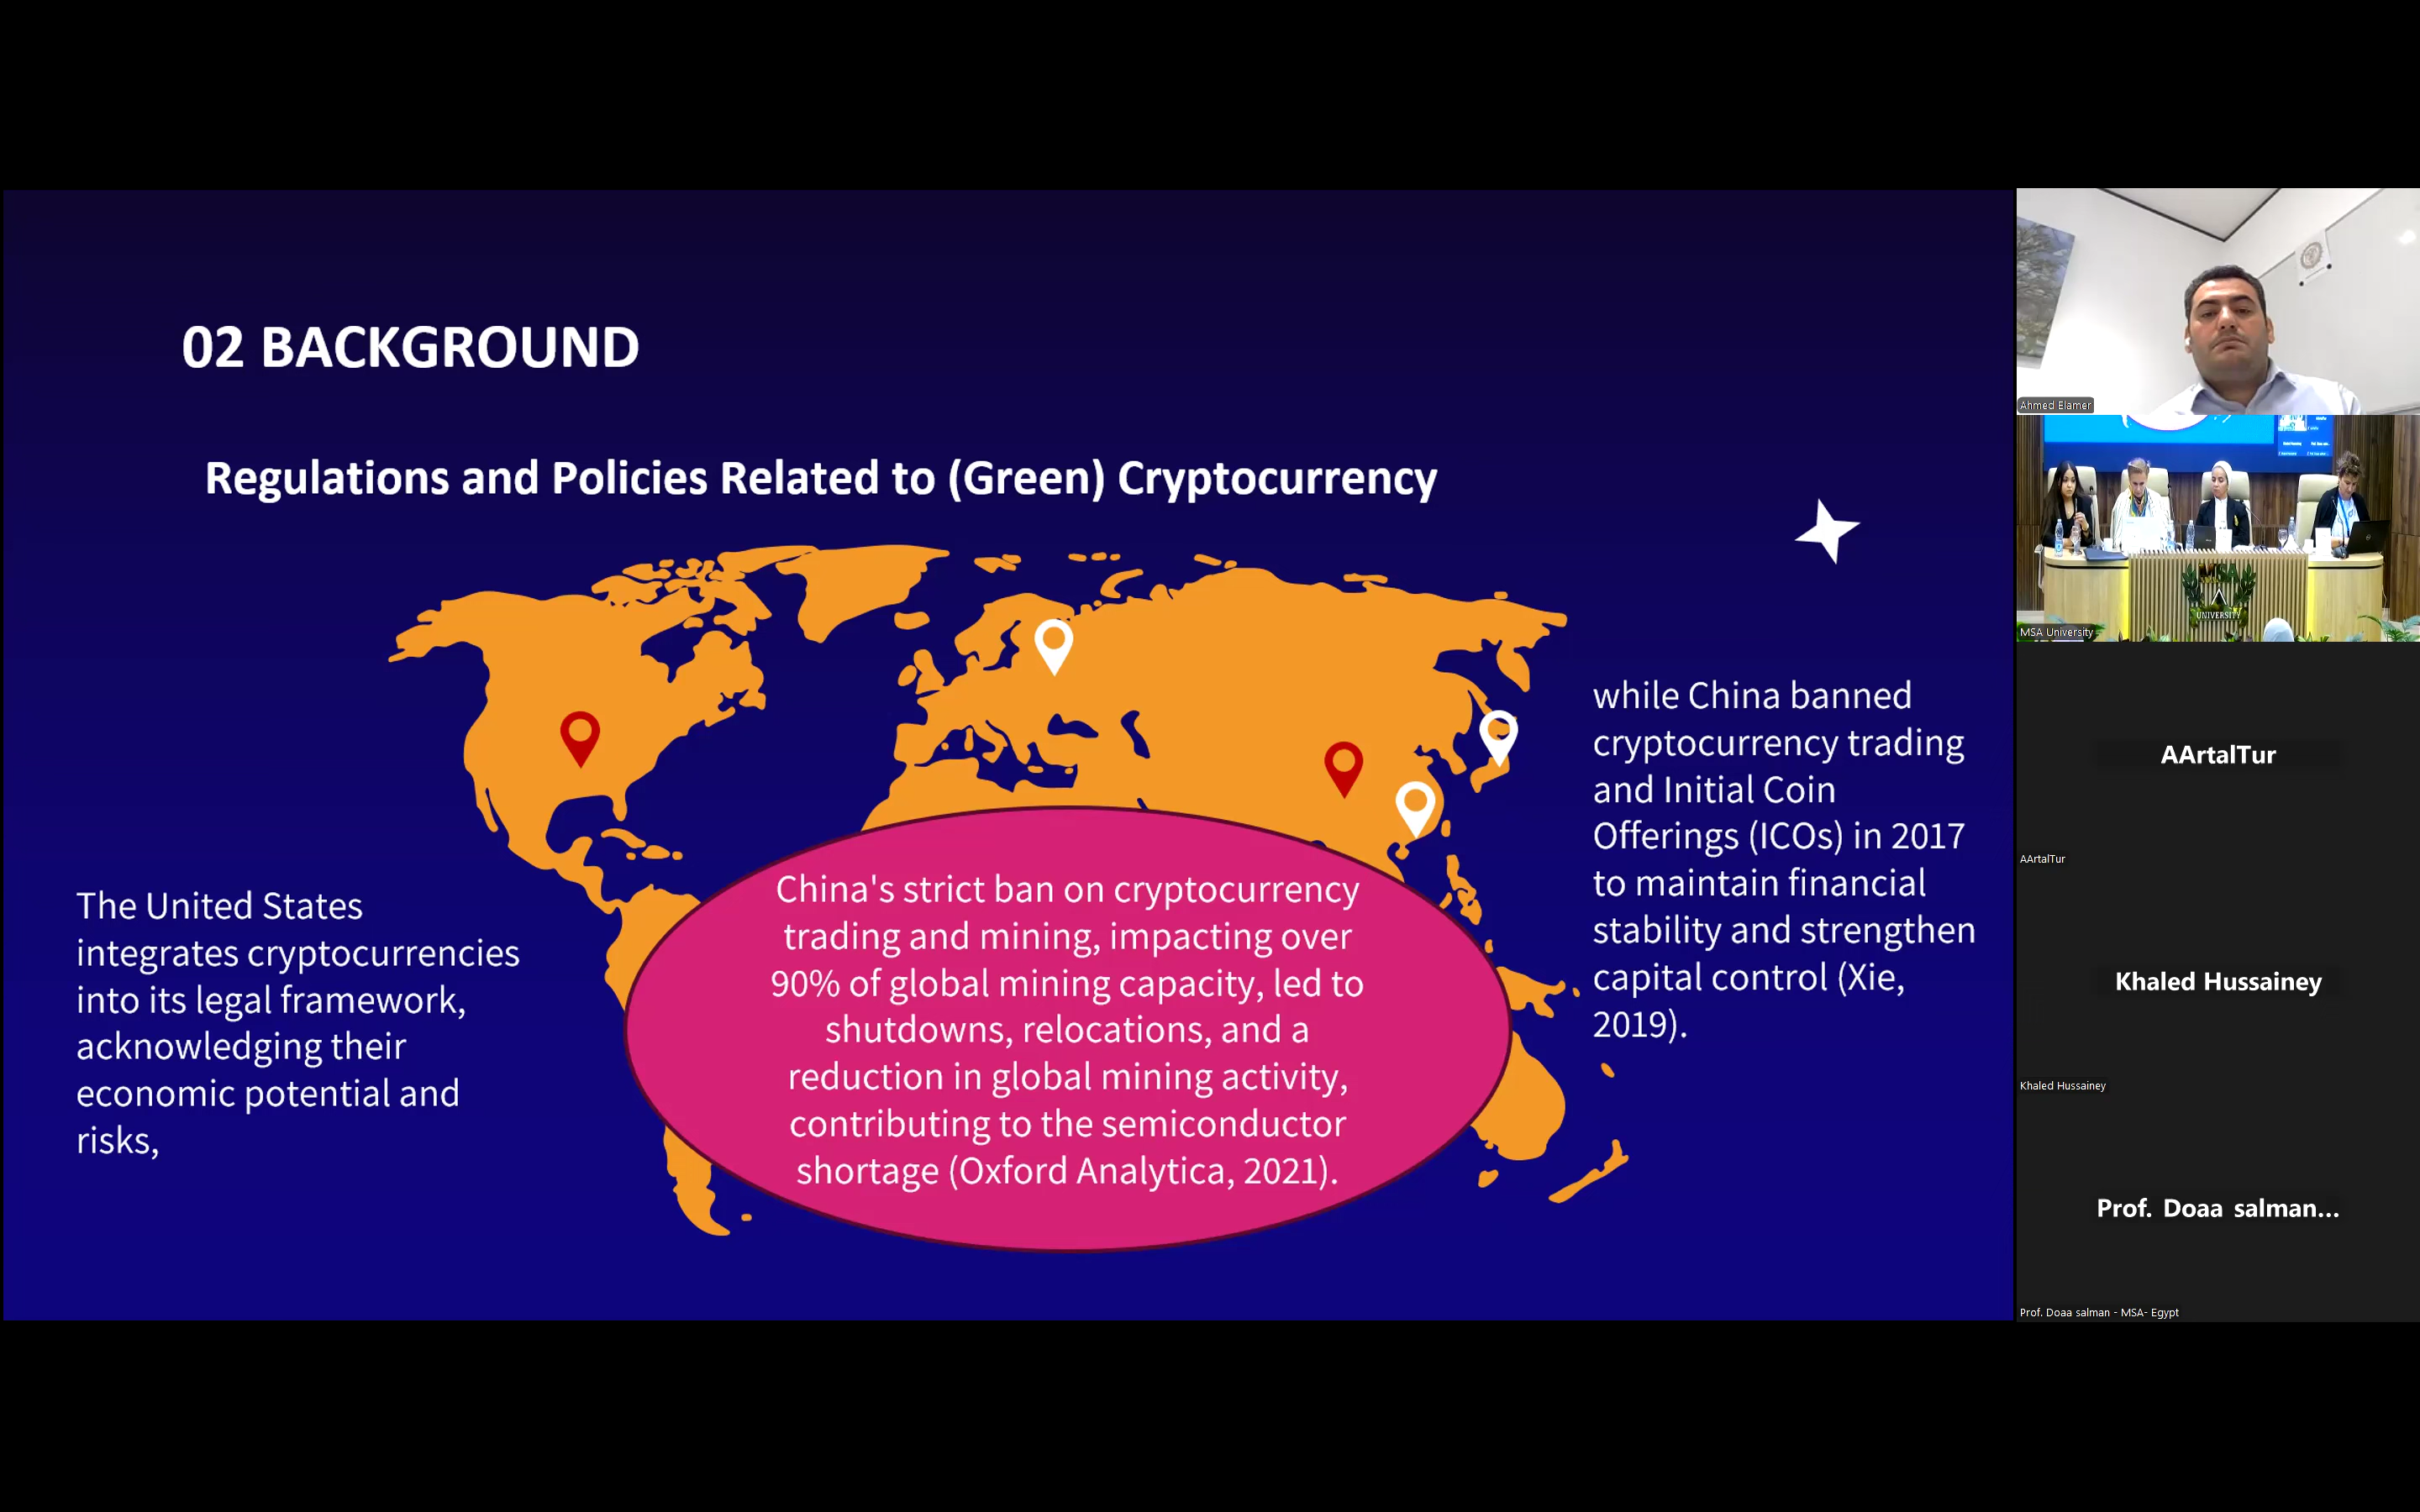 02 BACKGROUND
Regulations and Policies Related to (Green) Cryptocurrency
The United States
integrates cryptocurrencies
into its legal framework,
acknowledging their
economic potential and
risks,
China's strict ban on cryptocurrency
trading and mining, impacting over
90% of global mining capacity, led to
shutdowns, relocations, and a
reduction in global mining activity,
contributing to the semiconductor
shortage (Oxford Analytica, 2021).
while China banned
cryptocurrency trading
and Initial Coin
Offerings (ICOs) in 2017
to maintain financial
stability and strengthen
capital control (Xie,
2019).
Ahmed Elamer
UNIVERSITY
MSA University
AArtalTur
AArtalTur
Khaled Hussainey
Khaled Hussainey
Prof. Doaa salman...
Prof. Doaa salman - MSA- Egypt